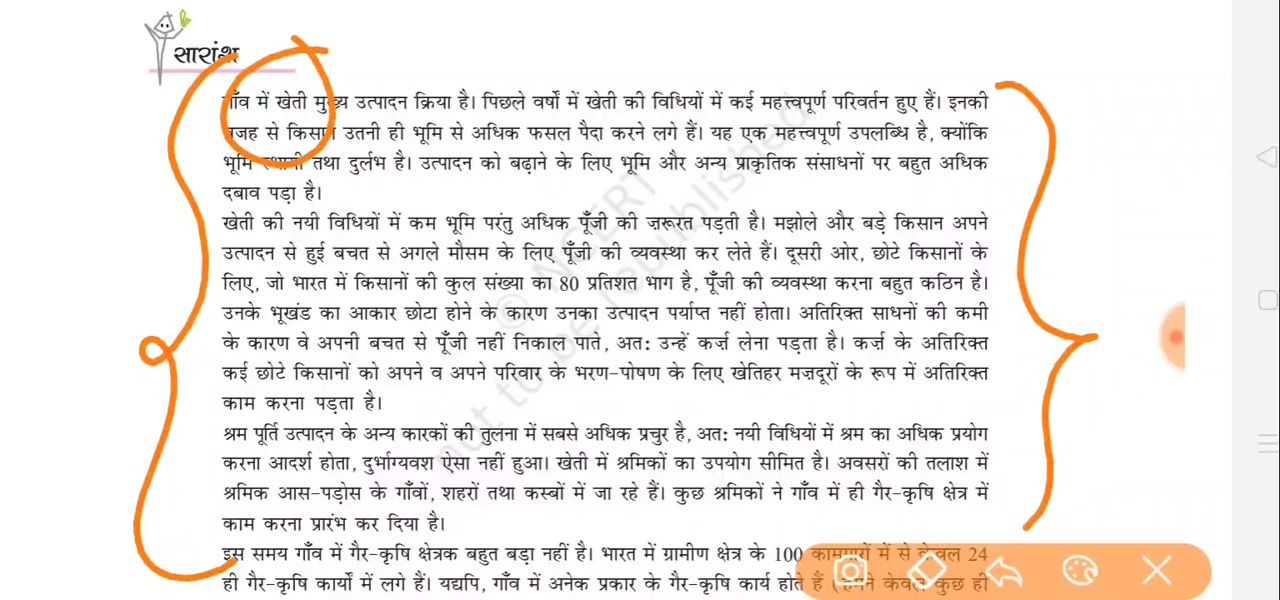 सारांश
गाँव में खेती मुख्य उत्पादन क्रिया है। पिछले वर्षों में खेती की विधियों में कई महत्त्वपूर्ण परिवर्तन हुए हैं। इनकी
वजह से किसान उतनी ही भूमि से अधिक फसल पैदा करने लगे हैं। यह एक महत्त्वपूर्ण उपलब्धि है, क्योंकि
भूमि स्थायी तथा दुर्लभ है। उत्पादन को बढ़ाने के लिए भूमि और अन्य प्राकृतिक संसाधनों पर बहुत अधिक
दबाव पड़ा है।
खेती की नयी विधियों में कम भूमि परंतु अधिक पूँजी की ज़रूरत पड़ती है। मझोले और बड़े किसान अपने
उत्पादन से हुई बचत से अगले मौसम के लिए पूँजी की व्यवस्था कर लेते हैं। दूसरी ओर, छोटे किसानों के
लिए, जो भारत में किसानों की कुल संख्या का 80 प्रतिशत भाग है, पूँजी की व्यवस्था करना बहुत कठिन है।
उनके भूखंड का आकार छोटा होने के कारण उनका उत्पादन पर्याप्त नहीं होता। अतिरिक्त साधनों की कमी
के कारण वे अपनी बचत से पूँजी नहीं निकाल पाते, अत: उन्हें कर्ज़ लेना पड़ता है। कर्ज़ के अतिरिक्त
कई छोटे किसानों को अपने व अपने परिवार के भरण-पोषण के लिए खेतिहर मज़दूरों के रूप में अतिरिक्त
काम करना पड़ता है।
श्रम पूर्ति उत्पादन के अन्य कारकों की तुलना में सबसे अधिक प्रचुर है, अत: नयी विधियों में श्रम का अधिक प्रयोग
करना आदर्श होता, दुर्भाग्यवश ऐसा नहीं हुआ। खेती में श्रमिकों का उपयोग सीमित है। अवसरों की तलाश में
श्रमिक आस-पड़ोस के गाँवों, शहरों तथा कस्बों में जा रहे हैं। कुछ श्रमिकों ने गाँव में ही गैर-कृषि क्षेत्र में
काम करना प्रारंभ कर दिया है।
इस समय गाँव में गैर-कृषि क्षेत्रक बहुत बड़ा नहीं है। भारत में ग्रामीण क्षेत्र के 100 कामगारों में से केवल 24
ही गैर-कृषि कार्यों में लगे हैं। यद्यपि, गाँव में अनेक प्रकार के गैर-कृषि कार्य होते हैं (हमने केवल कुछ ही
© NCERT
not to be republished